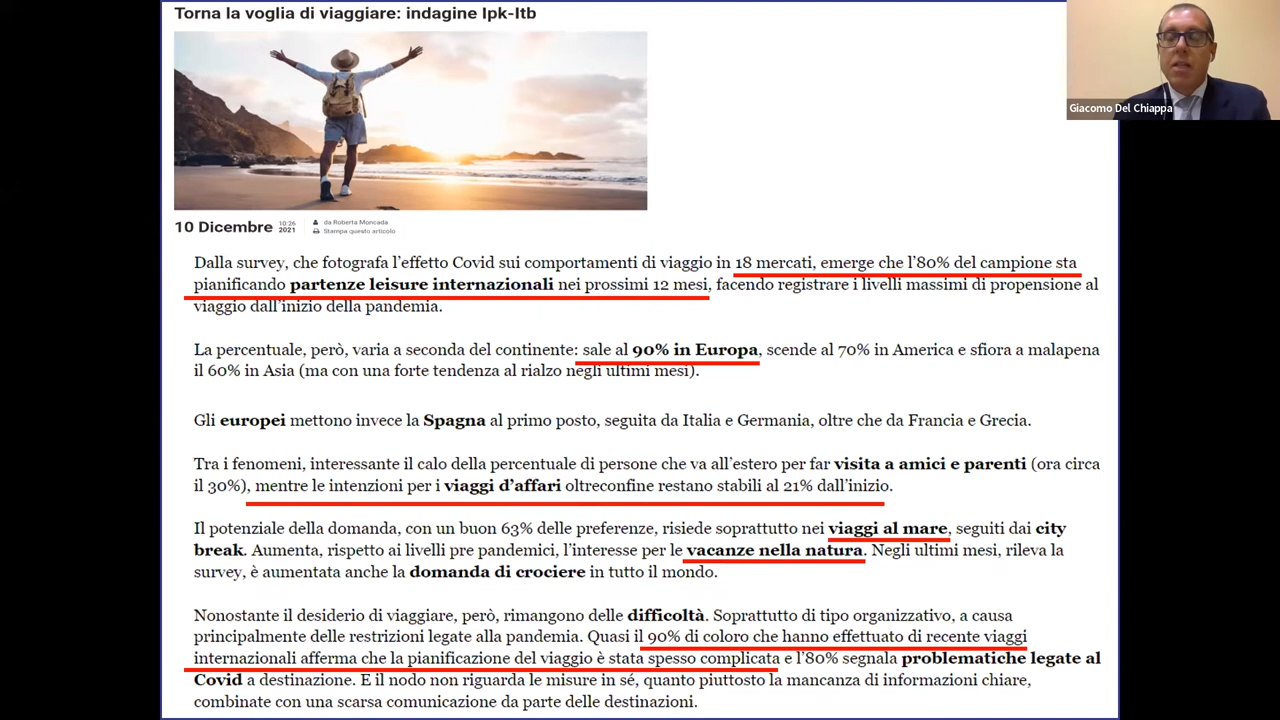 Torna la voglia di viaggiare: indagine Ipk-Itb
Giacomo Del Chiappa
10 Dicembre 10:26 2021
da Roberta Moncada
Stampa questo articolo
Dalla survey, che fotografa l'effetto Covid sui comportamenti di viaggio in 18 mercati, emerge che l'80% del campione sta
pianificando partenze leisure internazionali nei prossimi 12 mesi, facendo registrare i livelli massimi di propensione al
viaggio dall'inizio della pandemia.
La percentuale, però, varia a seconda del continente: sale al 90% in Europa, scende al 70% in America e sfiora a malapena
il 60% in Asia (ma con una forte tendenza al rialzo negli ultimi mesi).
Gli europei mettono invece la Spagna al primo posto, seguita da Italia e Germania, oltre che da Francia e Grecia.
Tra i fenomeni, interessante il calo della percentuale di persone che va all'estero per far visita a amici e parenti (ora circa
il 30%), mentre le intenzioni per i viaggi d'affari oltreconfine restano stabili al 21% dall'inizio.
Il potenziale della domanda, con un buon 63% delle preferenze, risiede soprattutto nei viaggi al mare, seguiti dai city
break. Aumenta, rispetto ai livelli pre pandemici, l'interesse per le vacanze nella natura. Negli ultimi mesi, rileva la
survey, è aumentata anche la domanda di crociere in tutto il mondo.
Nonostante il desiderio di viaggiare, però, rimangono delle difficoltà. Soprattutto di tipo organizzativo, a causa
principalmente delle restrizioni legate alla pandemia. Quasi il 90% di coloro che hanno effettuato di recente viaggi
internazionali afferma che la pianificazione del viaggio è stata spesso complicata e l'80% segnala problematiche legate al
Covid a destinazione. E il nodo non riguarda le misure in sé, quanto piuttosto la mancanza di informazioni chiare,
combinate con una scarsa comunicazione da parte delle destinazioni.